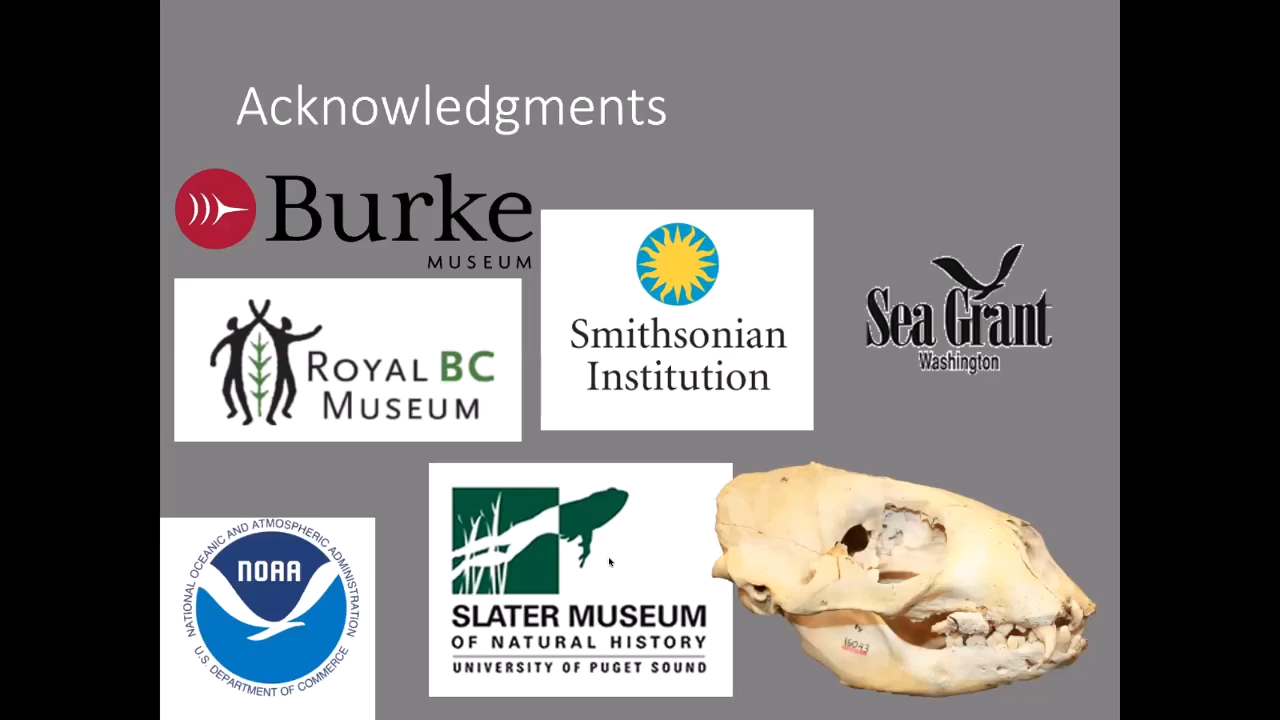 Acknowledgments
Burke
MUSEUM
Smithsonian
Institution
Sea Grant
Washington
ROYAL BC
MUSEUM
NATIONAL OCEANIC AND ATMOSPHERIC ADMINISTRATION
NOAA
U.S. DEPARTMENT OF COMMERCE
SLATER MUSEUM
OF NATURAL HISTORY
UNIVERSITY OF PUGET SOUND
16043